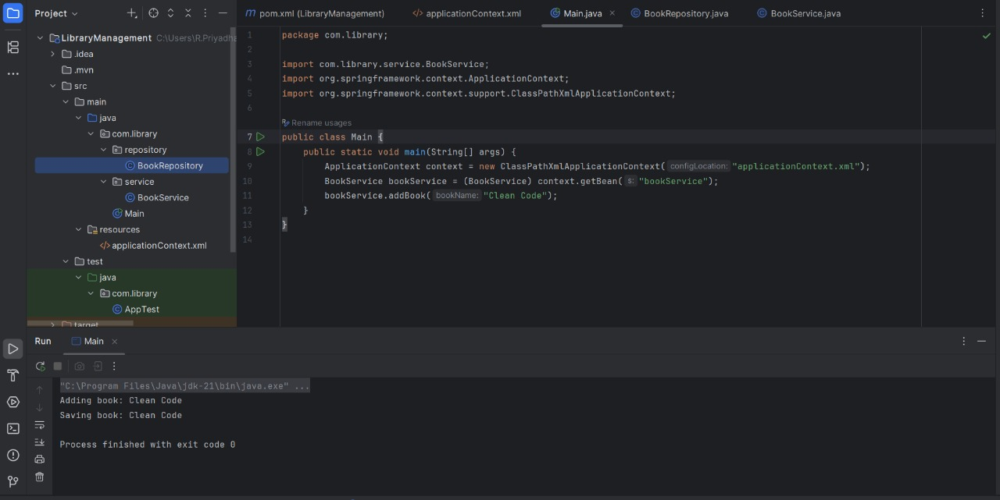 Project
pom.xml (LibraryManagement)
applicationContext.xml
Main.java
BookRepository.java
BookService.java
LibraryManagement C:\Users\R.Priyadha
.idea
.mvn
src
main
java
com.library
repository
BookRepository
service
BookService
Main
resources
applicationContext.xml
test
java
com.library
AppTest
target
1 package com.library;
2
3 import com.library.service.BookService;
4 import org.springframework.context.ApplicationContext;
5 import org.springframework.context.support.ClassPathXmlApplicationContext;
6
Rename usages
7 public class Main {
8 public static void main(String[] args) {
9 ApplicationContext context = new ClassPathXmlApplicationContext( configLocation: "applicationContext.xml");
10 BookService bookService = (BookService) context.getBean( s: "bookService");
11 bookService.addBook( bookName: "Clean Code");
12 }
13 }
14
Run Main
"C:\Program Files\Java\jdk-21\bin\java.exe" ...
Adding book: Clean Code
Saving book: Clean Code
Process finished with exit code 0